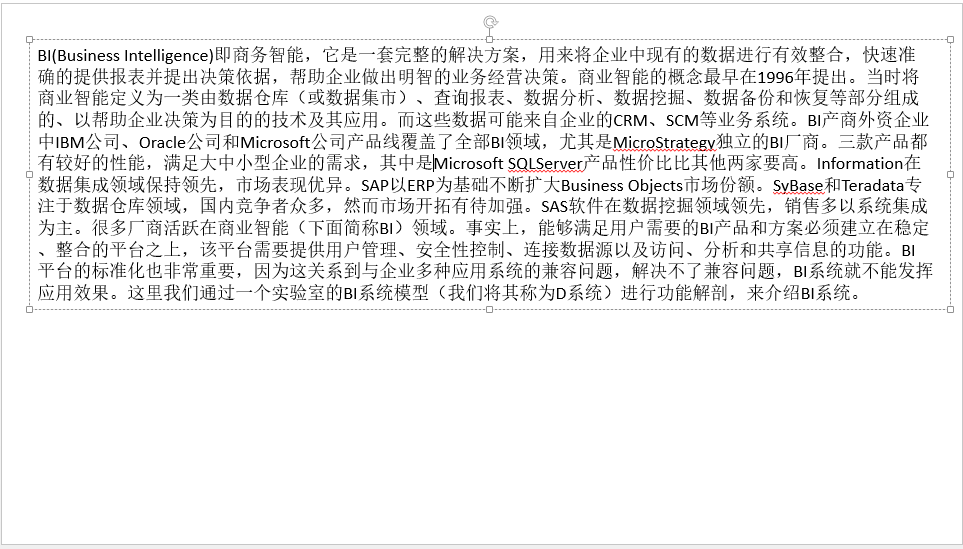 BI(Business Intelligence)即商务智能，它是一套完整的解决方案，用来将企业中现有的数据进行有效整合，快速准
确的提供报表并提出决策依据，帮助企业做出明智的业务经营决策。商业智能的概念最早在1996年提出。当时将
商业智能定义为一类由数据仓库（或数据集市）、查询报表、数据分析、数据挖掘、数据备份和恢复等部分组成
的、以帮助企业决策为目的的技术及其应用。而这些数据可能来自企业的CRM、SCM等业务系统。BI产商外资企业
中IBM公司、Oracle公司和Microsoft公司产品线覆盖了全部BI领域，尤其是MicroStrategy独立的BI厂商。三款产品都
有较好的性能，满足大中小型企业的需求，其中是Microsoft SQLServer产品性价比比其他两家要高。Information在
数据集成领域保持领先，市场表现优异。SAP以ERP为基础不断扩大Business Objects市场份额。SyBase和Teradata专
注于数据仓库领域，国内竞争者众多，然而市场开拓有待加强。SAS软件在数据挖掘领域领先，销售多以系统集成
为主。很多厂商活跃在商业智能（下面简称BI）领域。事实上，能够满足用户需要的BI产品和方案必须建立在稳定
、整合的平台之上，该平台需要提供用户管理、安全性控制、连接数据源以及访问、分析和共享信息的功能。BI
平台的标准化也非常重要，因为这关系到与企业多种应用系统的兼容问题，解决不了兼容问题，BI系统就不能发挥
应用效果。这里我们通过一个实验室的BI系统模型（我们将其称为D系统）进行功能解剖，来介绍BI系统。